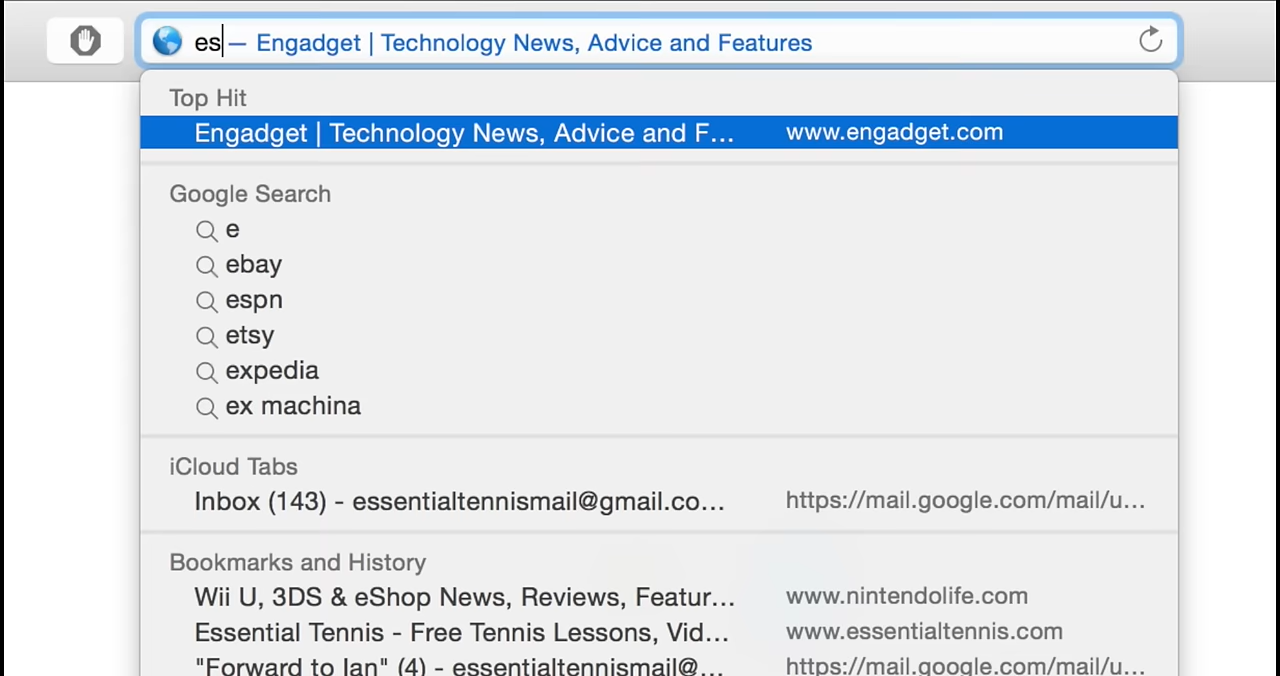 es — Engadget | Technology News, Advice and Features
Top Hit
Engadget | Technology News, Advice and F... www.engadget.com
Google Search
e
ebay
espn
etsy
expedia
ex machina
iCloud Tabs
Inbox (143) - essentialtennismail@gmail.co... https://mail.google.com/mail/u...
Bookmarks and History
Wii U, 3DS & eShop News, Reviews, Featur... www.nintendolife.com
Essential Tennis - Free Tennis Lessons, Vid... www.essentialtennis.com
"Forward to Ian" (4) - essentialtennismail@... https://mail.google.com/mail/u...